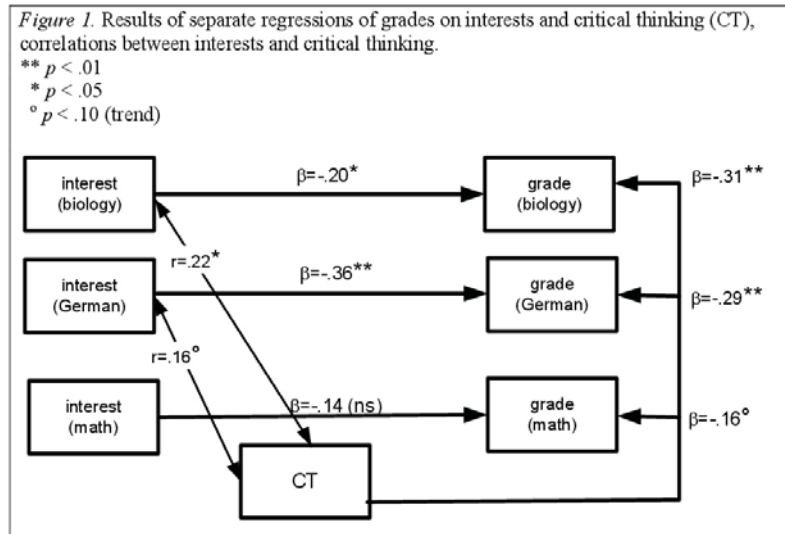 Figure 1. Results of separate regressions of grades on interests and critical thinking (CT),
correlations between interests and critical thinking.
** p < .01
* p < .05
° p < .10 (trend)
interest
(biology)
β=-.20*
grade
(biology)
β=-.31**
r=.22*
interest
(German)
β=-.36**
grade
(German)
β=-.29**
r=.16°
interest
(math)
β=-.14 (ns)
grade
(math)
β=-.16°
CT